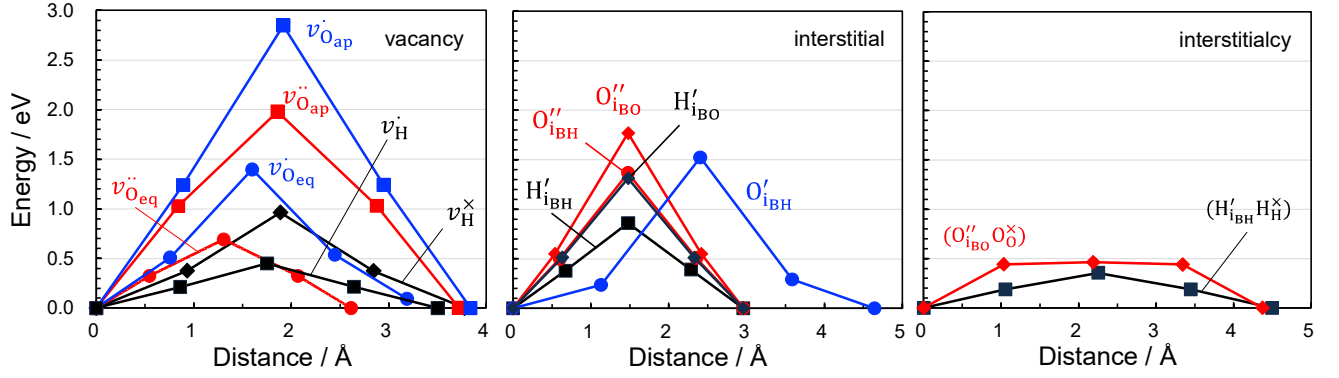 Energy / eV
3.0
2.5
2.0
1.5
1.0
0.5
0.0
vacancy
v˙O_ap
v¨O_ap
v˙H
v˙O_eq
v¨O_eq
v×H
0 1 2 3 4
Distance / Å
interstitial
O′′i_BO
H′i_BO
O′′i_BH
H′i_BH
O′i_BH
0 1 2 3 4 5
Distance / Å
interstitialcy
(H′i_BH H×H)
(O′′i_BO O×O)
0 1 2 3 4 5
Distance / Å